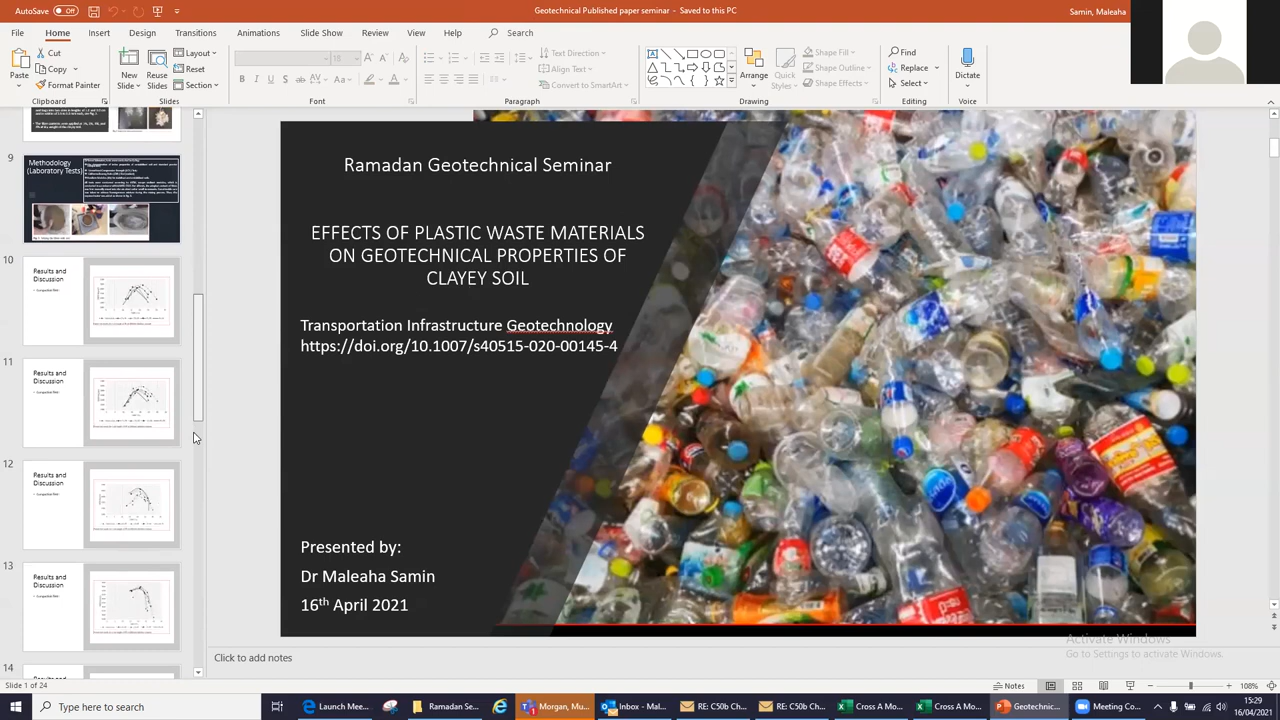 AutoSave Off
Geotechnical Published paper seminar - Saved to this PC
Samin, Maleaha
File Home Insert Design Transitions Animations Slide Show Review View Help Search
Paste
Cut
Copy
Format Painter
Clipboard
New Slides
Reuse Slides
Layout
Reset
Section
Slides
18
Font
Text Direction
Align Text
Convert to SmartArt
Paragraph
Arrange
Quick Styles
Shape Fill
Shape Outline
Shape Effects
Drawing
Find
Replace
Select
Editing
Dictate
Voice
9
Methodology
(Laboratory Tests)
10
Results and
Discussion
11
Results and
Discussion
12
Results and
Discussion
13
Results and
Discussion
14
Ramadan Geotechnical Seminar
EFFECTS OF PLASTIC WASTE MATERIALS
ON GEOTECHNICAL PROPERTIES OF
CLAYEY SOIL
Transportation Infrastructure Geotechnology
https://doi.org/10.1007/s40515-020-00145-4
Presented by:
Dr Maleaha Samin
16th April 2021
Activate Windows
Go to Settings to activate Windows.
Click to add notes
Slide 1 of 24
Notes
108%
Type here to search
Launch Mee...
Ramadan Se...
Morgan, Mu...
Inbox - Mal...
RE: C50b Ch...
RE: C50b Ch...
Cross A Mo...
Cross A Mo...
Geotechnic...
Meeting Co...
15:29
16/04/2021